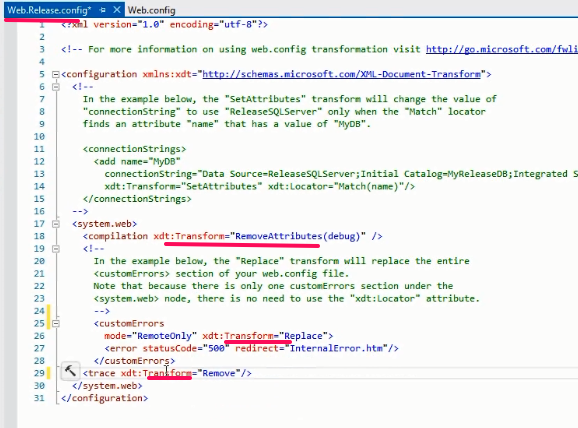 Web.Release.config* Web.config
1 <?xml version="1.0" encoding="utf-8"?>
2
3 <!-- For more information on using web.config transformation visit http://go.microsoft.com/fwli
4
5 <configuration xmlns:xdt="http://schemas.microsoft.com/XML-Document-Transform">
6 <!--
7 In the example below, the "SetAttributes" transform will change the value of
8 "connectionString" to use "ReleaseSQLServer" only when the "Match" locator
9 finds an attribute "name" that has a value of "MyDB".
10
11 <connectionStrings>
12 <add name="MyDB"
13 connectionString="Data Source=ReleaseSQLServer;Initial Catalog=MyReleaseDB;Integrated S
14 xdt:Transform="SetAttributes" xdt:Locator="Match(name)"/>
15 </connectionStrings>
16 -->
17 <system.web>
18 <compilation xdt:Transform="RemoveAttributes(debug)" />
19 <!--
20 In the example below, the "Replace" transform will replace the entire
21 <customErrors> section of your web.config file.
22 Note that because there is only one customErrors section under the
23 <system.web> node, there is no need to use the "xdt:Locator" attribute.
24 -->
25 <customErrors
26 mode="RemoteOnly" xdt:Transform="Replace">
27 <error statusCode="500" redirect="InternalError.htm"/>
28 </customErrors>
29 <trace xdt:Transform="Remove"/>
30 </system.web>
31 </configuration>